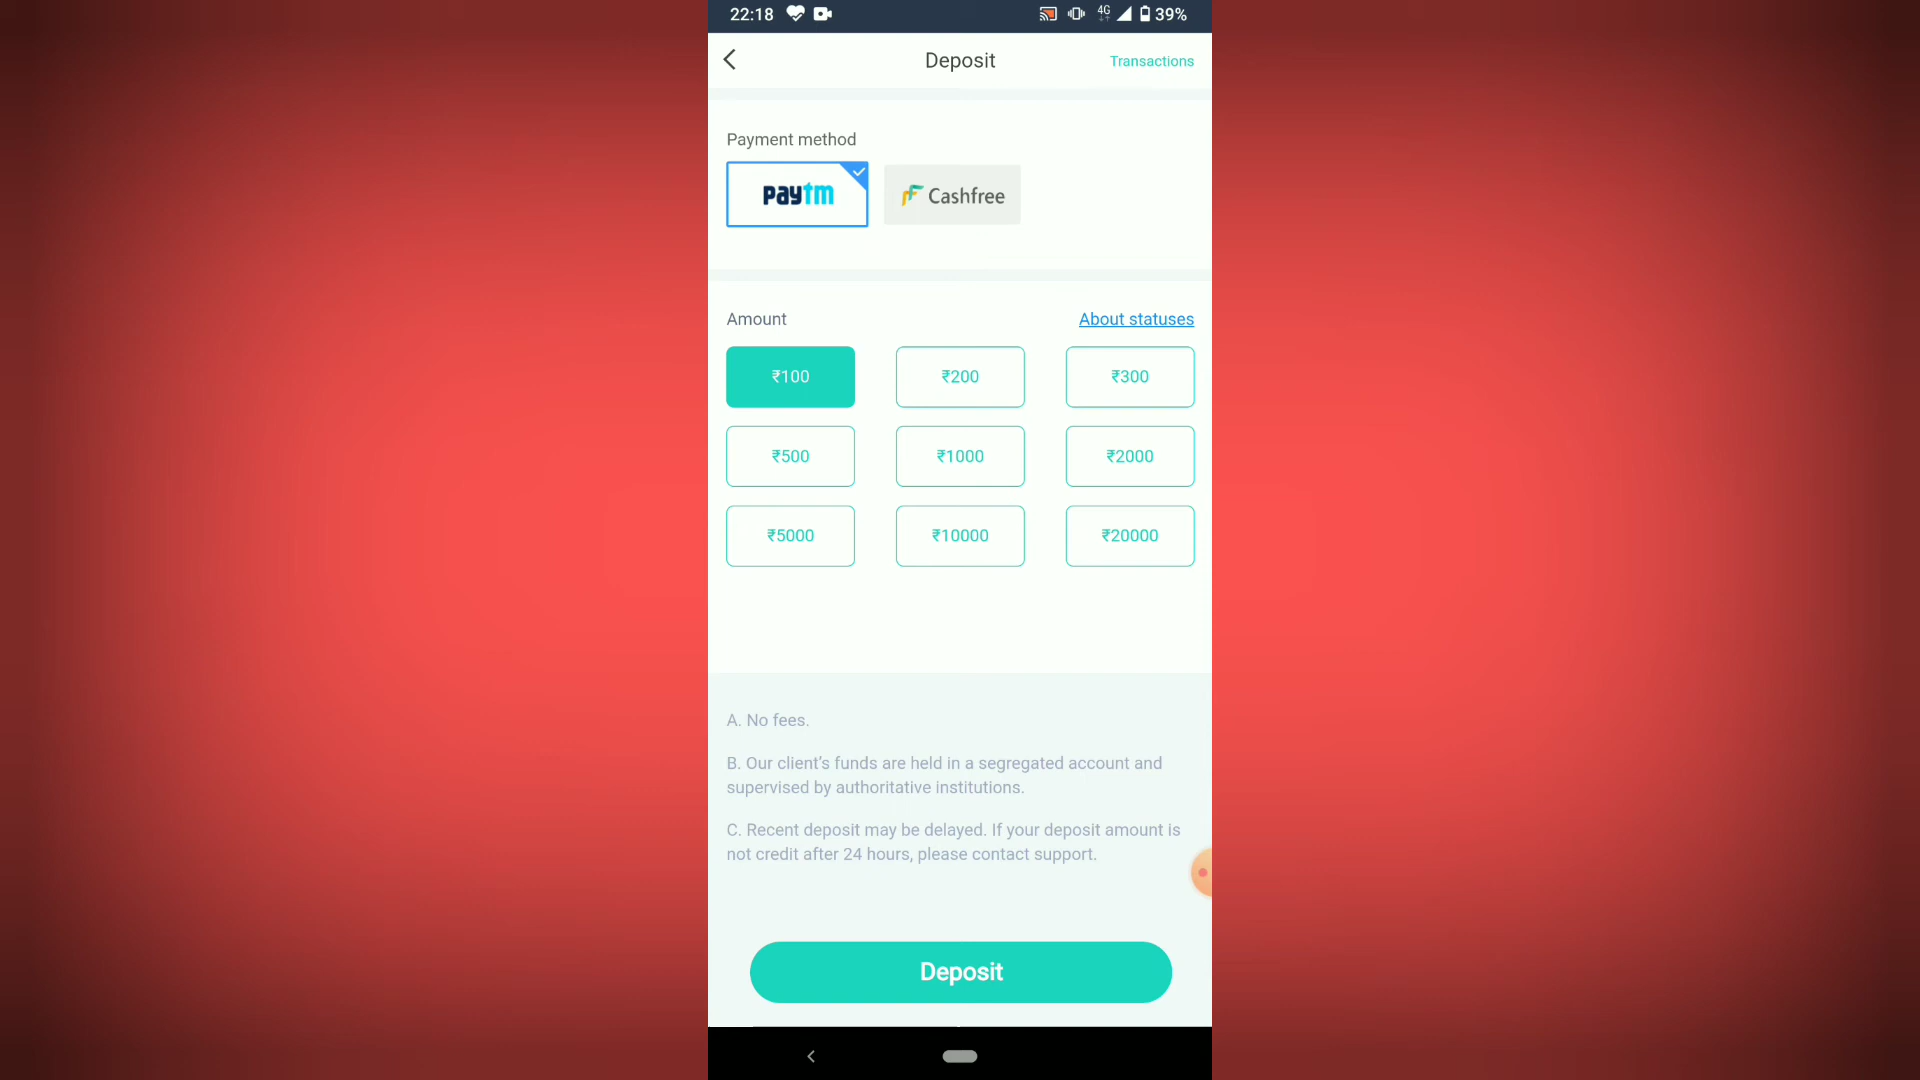 22:18 4G 39%
Deposit Transactions
Payment method
paytm Cashfree
Amount About statuses
₹100 ₹200 ₹300
₹500 ₹1000 ₹2000
₹5000 ₹10000 ₹20000
A. No fees.
B. Our client's funds are held in a segregated account and
supervised by authoritative institutions.
C. Recent deposit may be delayed. If your deposit amount is
not credit after 24 hours, please contact support.
Deposit